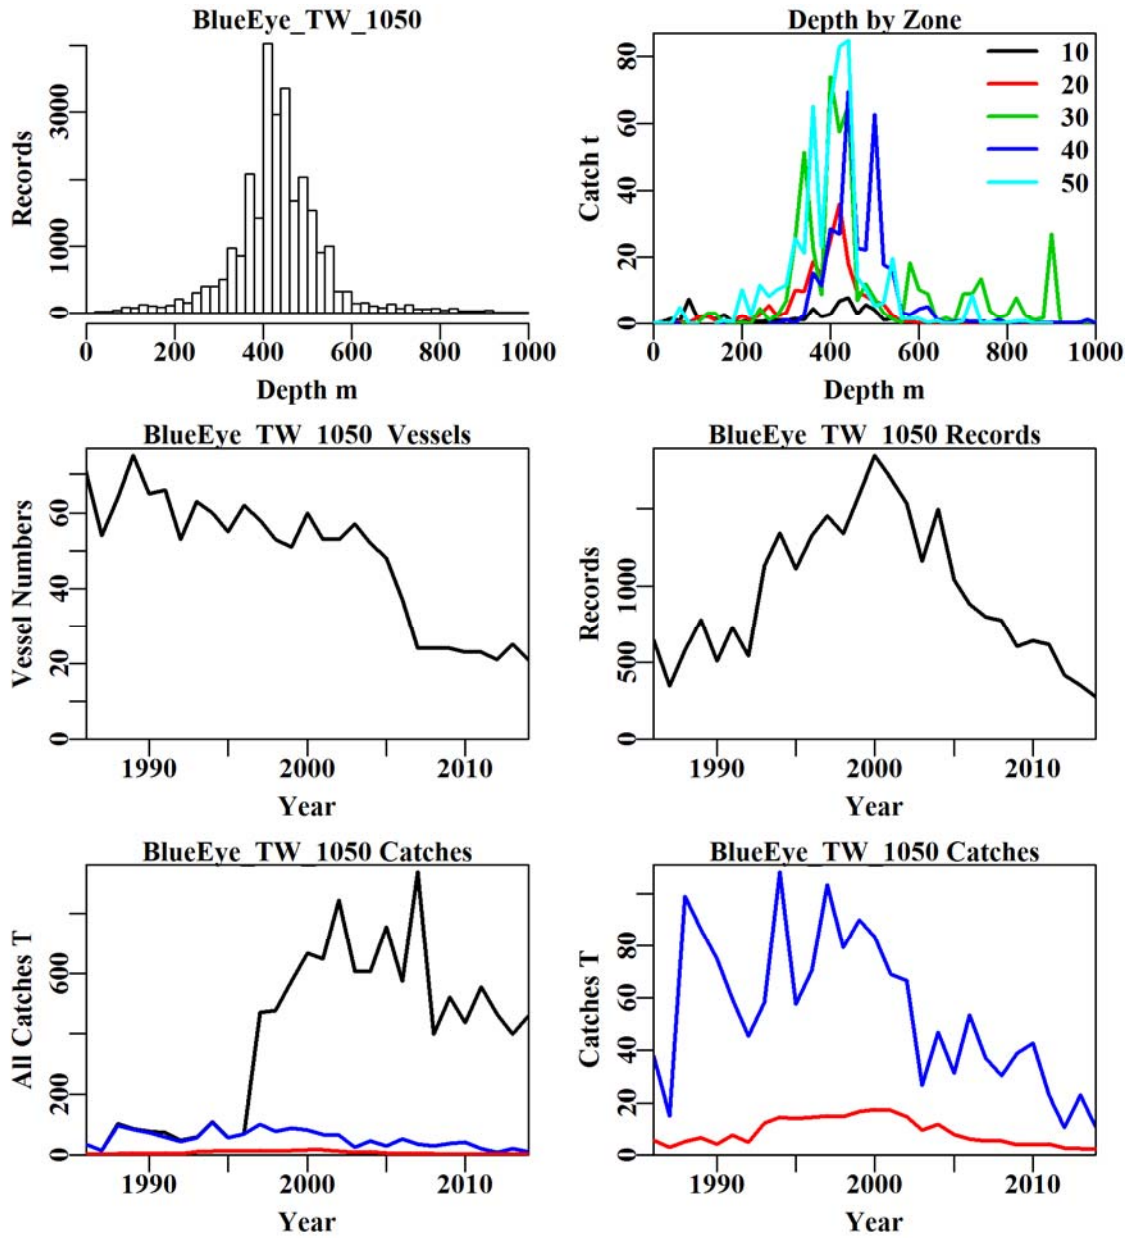 BlueEye_TW_1050
Records
3000
1000
0
0 200 400 600 800 1000
Depth m
Depth by Zone
Catch t
80
60
40
20
0
10
20
30
40
50
0 200 400 600 800 1000
Depth m
BlueEye_TW_1050_Vessels
Vessel Numbers
60
40
20
0
1990 2000 2010
Year
BlueEye_TW_1050 Records
Records
1000
500
0
1990 2000 2010
Year
BlueEye_TW_1050 Catches
All Catches T
600
200
0
1990 2000 2010
Year
BlueEye_TW_1050 Catches
Catches T
80
60
40
20
0
1990 2000 2010
Year